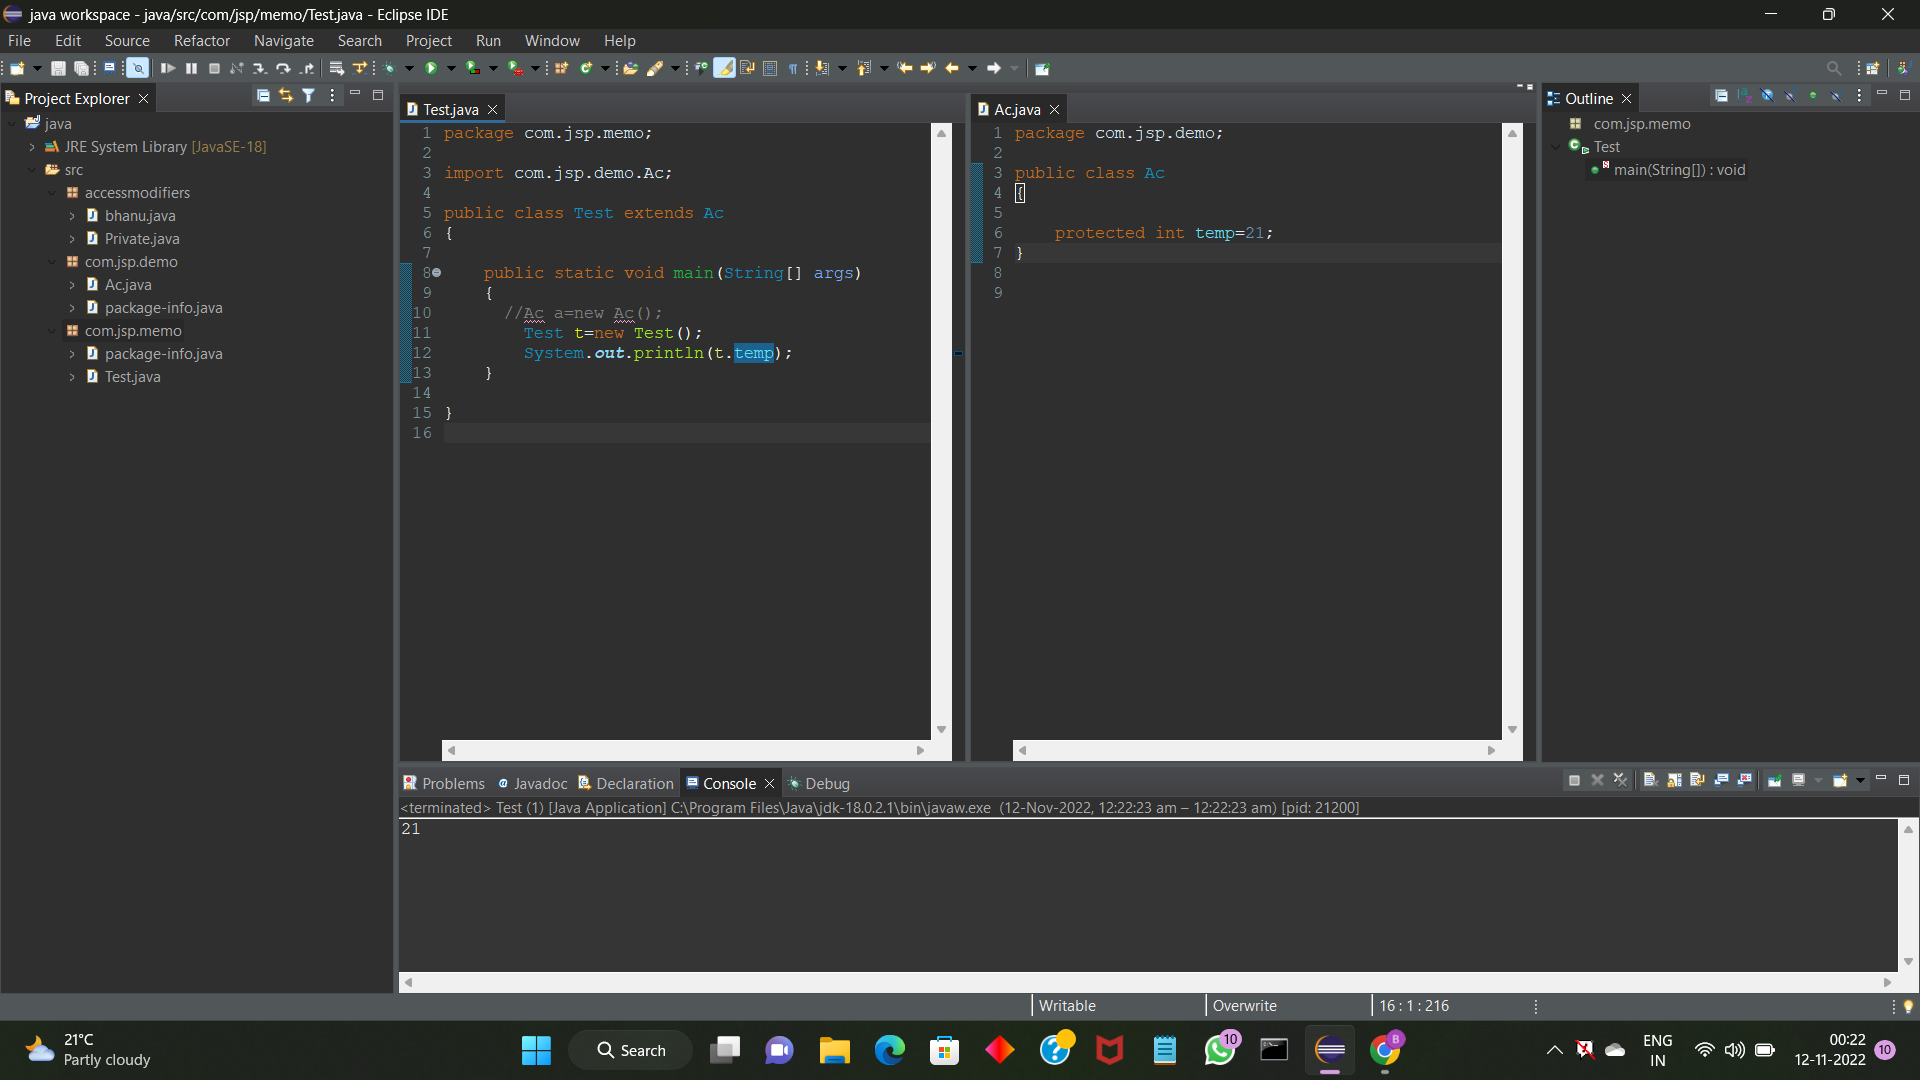 java workspace - java/src/com/jsp/memo/Test.java - Eclipse IDE
File Edit Source Refactor Navigate Search Project Run Window Help
Project Explorer
java
JRE System Library [JavaSE-18]
src
accessmodifiers
bhanu.java
Private.java
com.jsp.demo
Ac.java
package-info.java
com.jsp.memo
package-info.java
Test.java
Test.java
1 package com.jsp.memo;
2
3 import com.jsp.demo.Ac;
4
5 public class Test extends Ac
6 {
7
8 public static void main(String[] args)
9 {
10 //Ac a=new Ac();
11 Test t=new Test();
12 System.out.println(t.temp);
13 }
14
15 }
16
Ac.java
1 package com.jsp.demo;
2
3 public class Ac
4 {
5
6 protected int temp=21;
7 }
8
9
Outline
com.jsp.memo
Test
main(String[]) : void
Problems Javadoc Declaration Console Debug
<terminated> Test (1) [Java Application] C:\Program Files\Java\jdk-18.0.2.1\bin\javaw.exe (12-Nov-2022, 12:22:23 am – 12:22:23 am) [pid: 21200]
21
Writable Overwrite 16 : 1 : 216
21°C
Partly cloudy
Search
10
B
ENG
IN
00:22
12-11-2022
10